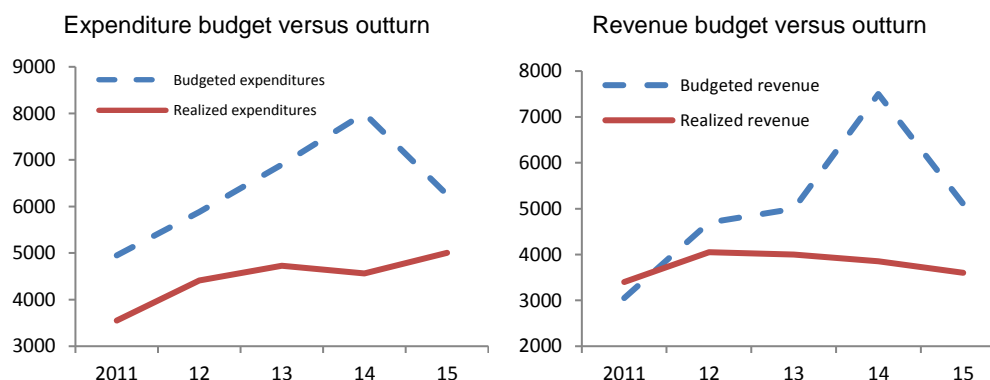 Expenditure budget versus outturn
9000
8000
7000
6000
5000
4000
3000
Budgeted expenditures
Realized expenditures
2011 12 13 14 15
Revenue budget versus outturn
8000
7000
6000
5000
4000
3000
2000
Budgeted revenue
Realized revenue
2011 12 13 14 15